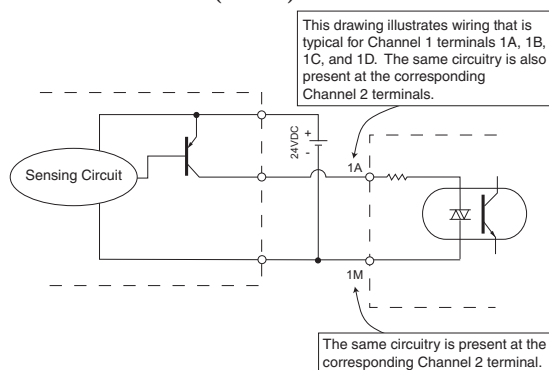 This drawing illustrates wiring that is
typical for Channel 1 terminals 1A, 1B,
1C, and 1D. The same circuitry is also
present at the corresponding
Channel 2 terminals.
24VDC
+
-
1A
Sensing Circuit
1M
The same circuitry is present at the
corresponding Channel 2 terminal.